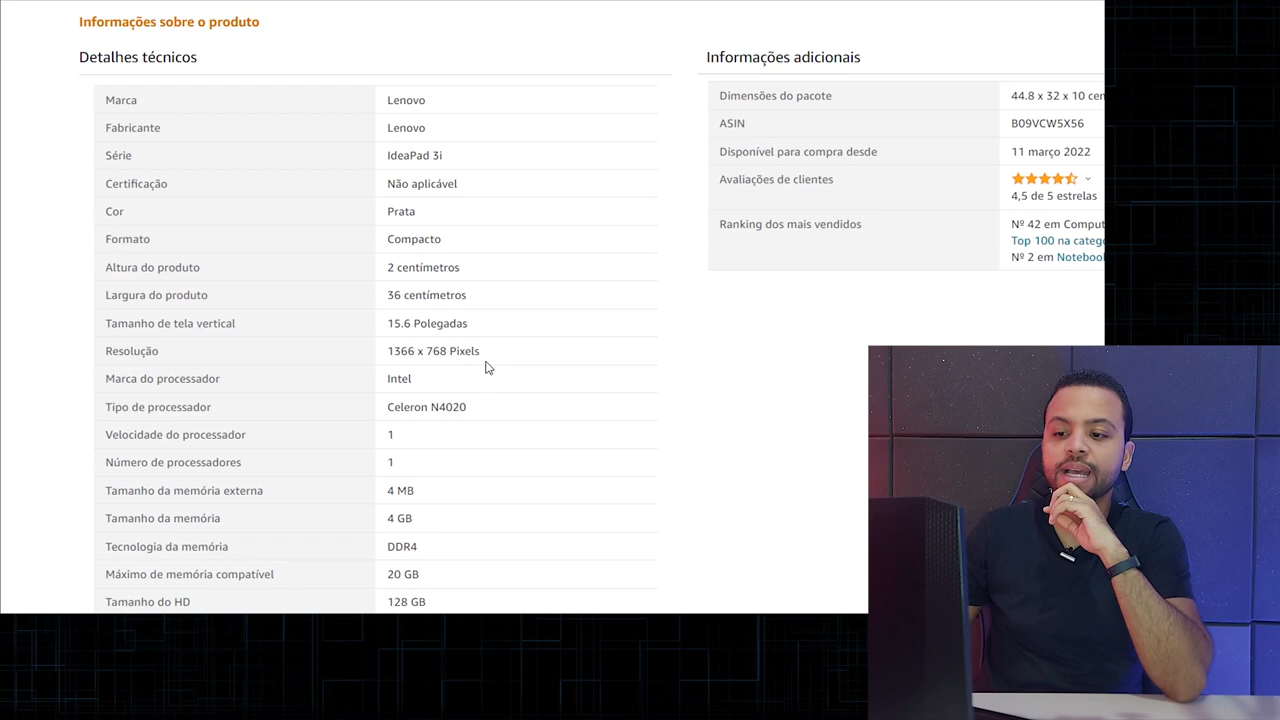 Informações sobre o produto
Detalhes técnicos
Marca Lenovo
Fabricante Lenovo
Série IdeaPad 3i
Certificação Não aplicável
Cor Prata
Formato Compacto
Altura do produto 2 centímetros
Largura do produto 36 centímetros
Tamanho de tela vertical 15.6 Polegadas
Resolução 1366 x 768 Pixels
Marca do processador Intel
Tipo de processador Celeron N4020
Velocidade do processador 1
Número de processadores 1
Tamanho da memória externa 4 MB
Tamanho da memória 4 GB
Tecnologia da memória DDR4
Máximo de memória compatível 20 GB
Tamanho do HD 128 GB
Informações adicionais
Dimensões do pacote 44.8 x 32 x 10 cen
ASIN B09VCW5X56
Disponível para compra desde 11 março 2022
Avaliações de clientes
4,5 de 5 estrelas
Ranking dos mais vendidos Nº 42 em Comput
Top 100 na catego
Nº 2 em Notebool